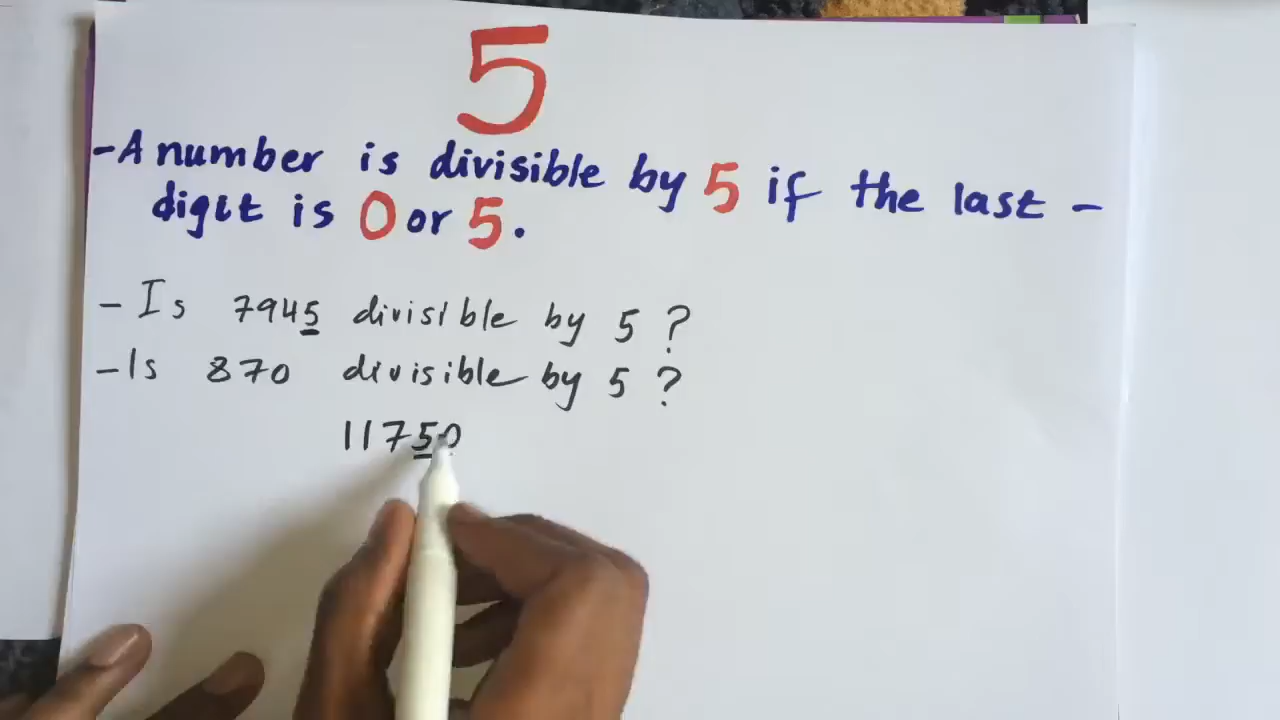 5
-A number is divisible by 5 if the last -
digit is 0 or 5.
- Is 7945 divisible by 5 ?
- Is 870 divisible by 5 ?
11750